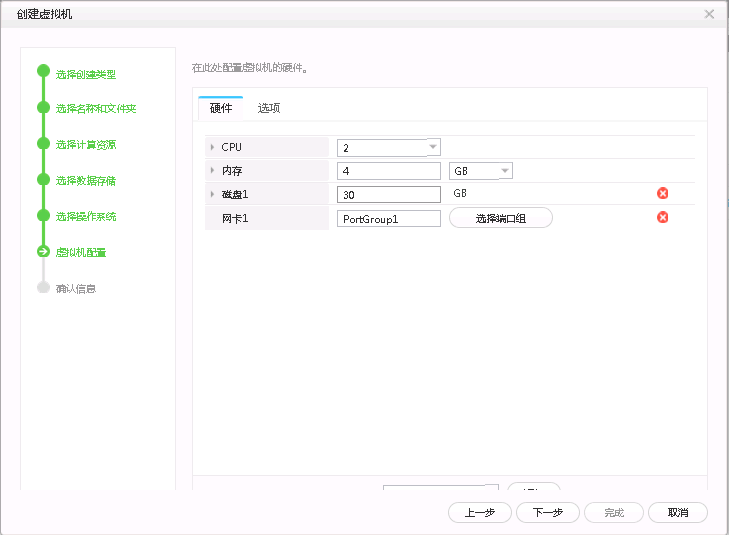 创建虚拟机
选择创建类型
选择名称和文件夹
选择计算资源
选择数据存储
选择操作系统
虚拟机配置
确认信息
在此处配置虚拟机的硬件。
硬件 选项
CPU 2
内存 4 GB
磁盘1 30 GB
网卡1 PortGroup1 选择端口组
上一步 下一步 完成 取消